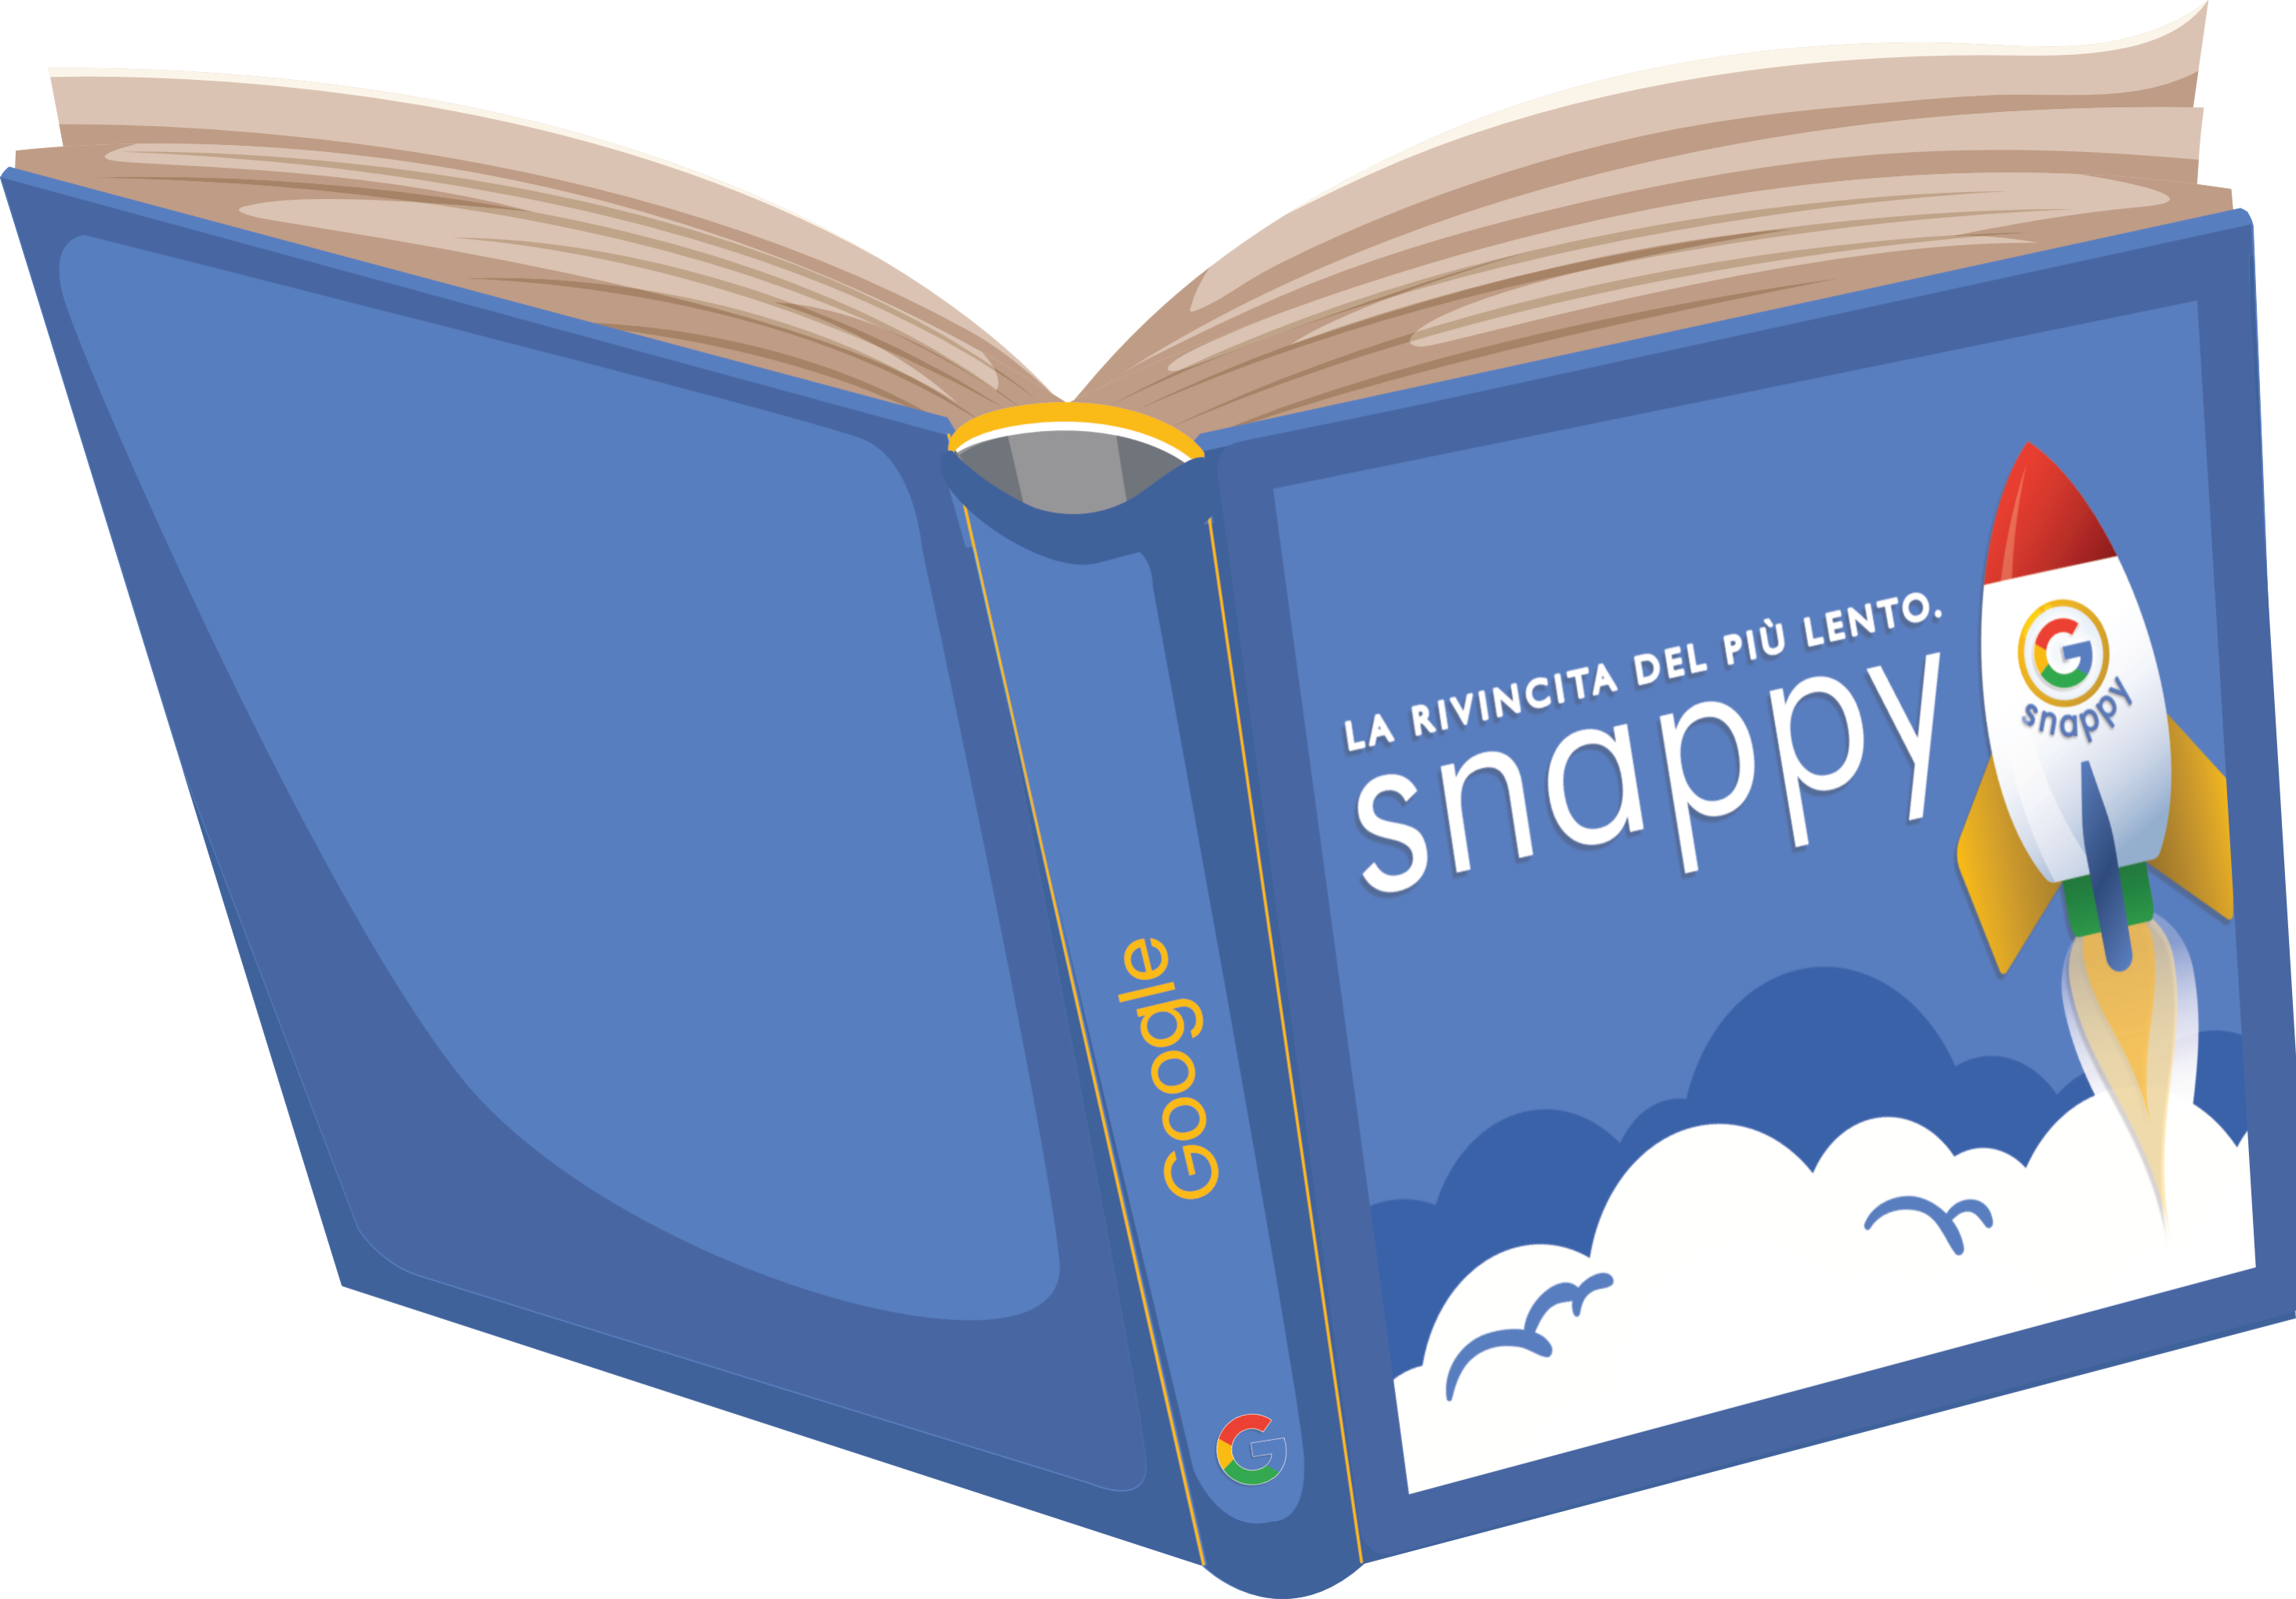 LA RIVINCITA DEL PIÙ LENTO.
snappy
G
snappy
Google
G